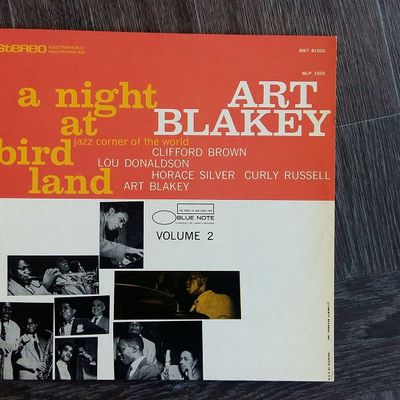 stereo ELECTRONICALLY RECHANNELED
BST 81522
BLP 1522
a night
at
bird
land
jazz corner of the world
ART
BLAKEY
CLIFFORD BROWN
LOU DONALDSON
HORACE SILVER CURLY RUSSELL
ART BLAKEY
BLUE NOTE
VOLUME 2